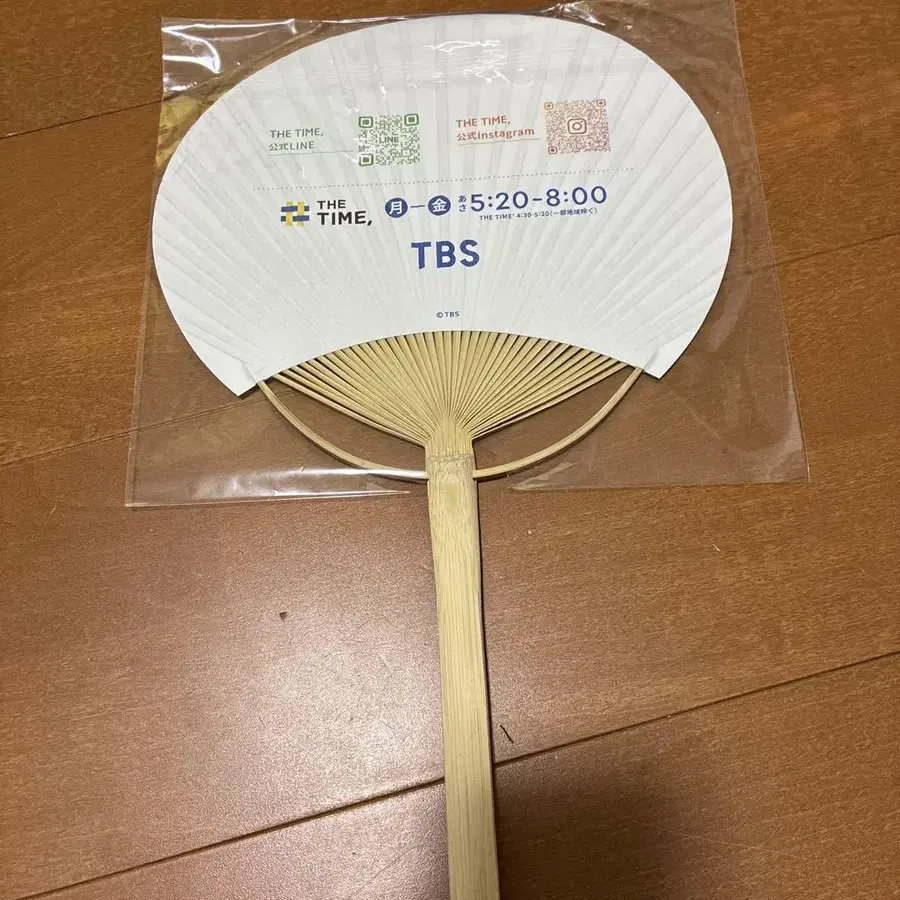 THE TIME,
公式LINE
LINE
THE TIME,
公式Instagram
THE
TIME,
月—金 あさ 5:20-8:00
THE TIME' 4:30-5:20(一部地域除く)
TBS
©TBS